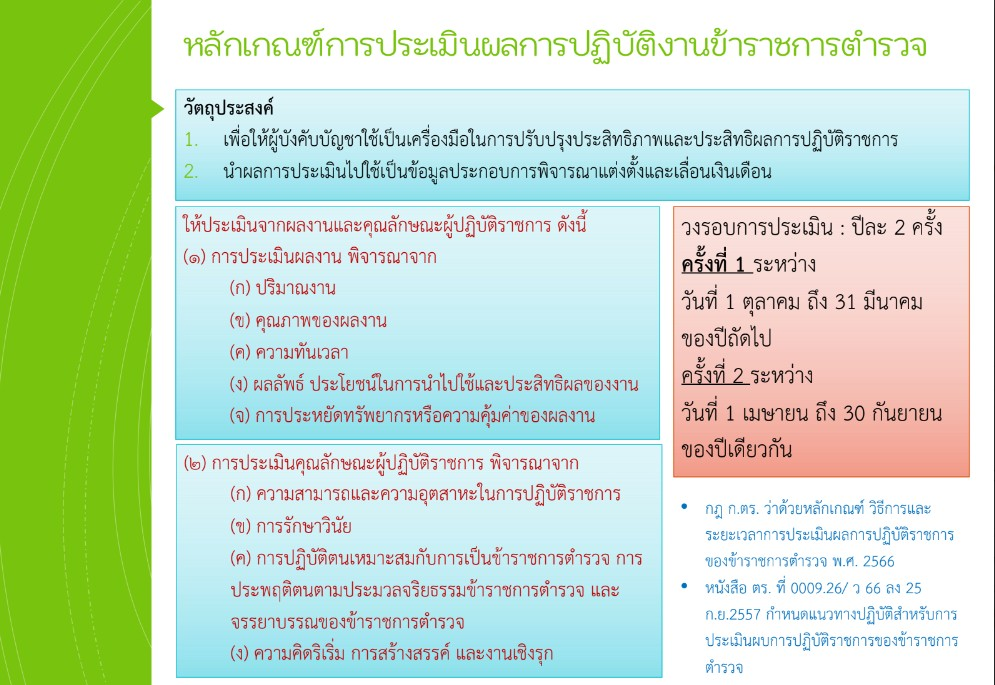 หลักเกณฑ์การประเมินผลการปฏิบัติงานข้าราชการตำรวจ
วัตถุประสงค์
1. เพื่อให้ผู้บังคับบัญชาใช้เป็นเครื่องมือในการปรับปรุงประสิทธิภาพและประสิทธิผลการปฏิบัติราชการ
2. นำผลการประเมินไปใช้เป็นข้อมูลประกอบการพิจารณาแต่งตั้งและเลื่อนเงินเดือน
ให้ประเมินจากผลงานและคุณลักษณะผู้ปฏิบัติราชการ ดังนี้
(๑) การประเมินผลงาน พิจารณาจาก
(ก) ปริมาณงาน
(ข) คุณภาพของผลงาน
(ค) ความทันเวลา
(ง) ผลลัพธ์ ประโยชน์ในการนำไปใช้และประสิทธิผลของงาน
(จ) การประหยัดทรัพยากรหรือความคุ้มค่าของผลงาน
(๒) การประเมินคุณลักษณะผู้ปฏิบัติราชการ พิจารณาจาก
(ก) ความสามารถและความอุตสาหะในการปฏิบัติราชการ
(ข) การรักษาวินัย
(ค) การปฏิบัติตนเหมาะสมกับการเป็นข้าราชการตำรวจ การ
ประพฤติตนตามประมวลจริยธรรมข้าราชการตำรวจ และ
จรรยาบรรณของข้าราชการตำรวจ
(ง) ความคิดริเริ่ม การสร้างสรรค์ และงานเชิงรุก
วงรอบการประเมิน : ปีละ 2 ครั้ง
ครั้งที่ 1 ระหว่าง
วันที่ 1 ตุลาคม ถึง 31 มีนาคม
ของปีถัดไป
ครั้งที่ 2 ระหว่าง
วันที่ 1 เมษายน ถึง 30 กันยายน
ของปีเดียวกัน
• กฎ ก.ตร. ว่าด้วยหลักเกณฑ์ วิธีการและ
ระยะเวลาการประเมินผลการปฏิบัติราชการ
ของข้าราชการตำรวจ พ.ศ. 2566
• หนังสือ ตร. ที่ 0009.26/ ว 66 ลง 25
ก.ย.2557 กำหนดแนวทางปฏิบัติสำหรับการ
ประเมินผบการปฏิบัติราชการของข้าราชการ
ตำรวจ